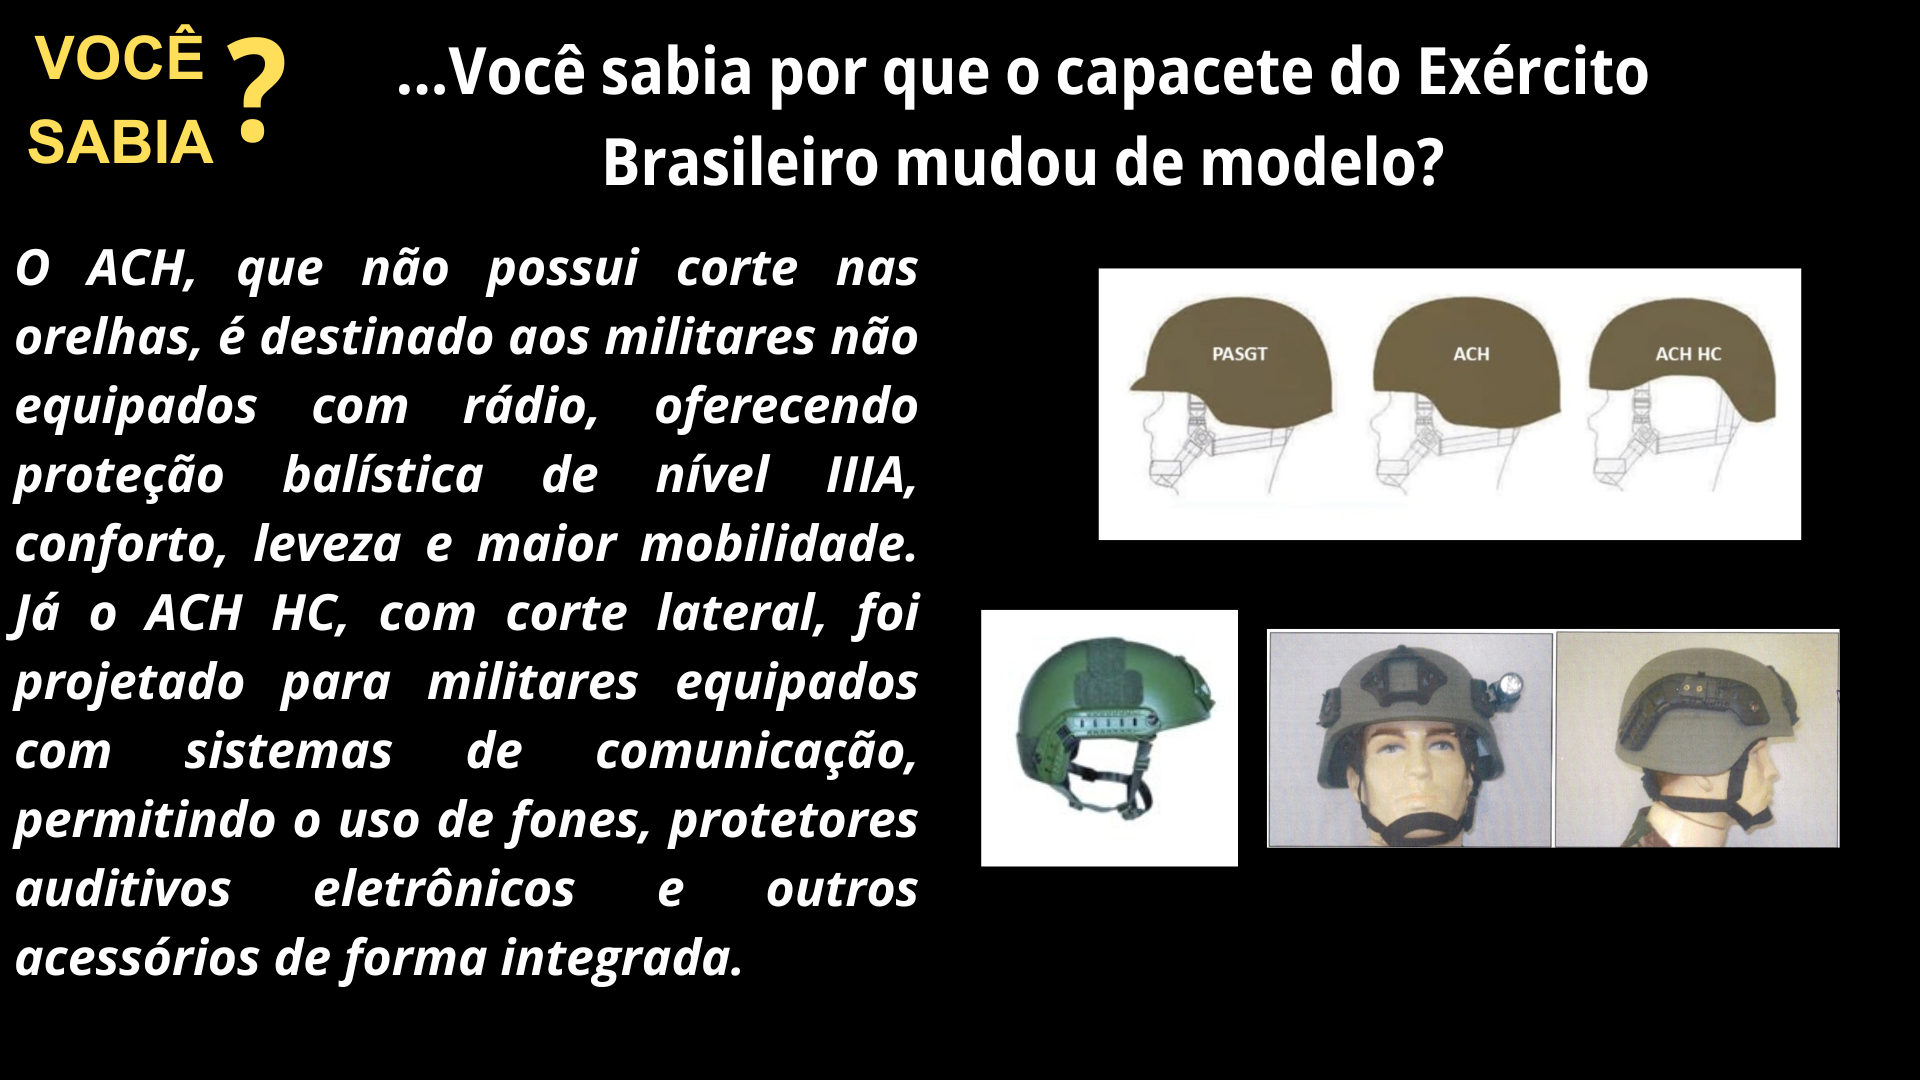 VOCÊ
SABIA
?
...Você sabia por que o capacete do Exército
Brasileiro mudou de modelo?
O ACH, que não possui corte nas
orelhas, é destinado aos militares não
equipados com rádio, oferecendo
proteção balística de nível IIIA,
conforto, leveza e maior mobilidade.
Já o ACH HC, com corte lateral, foi
projetado para militares equipados
com sistemas de comunicação,
permitindo o uso de fones, protetores
auditivos eletrônicos e outros
acessórios de forma integrada.
PASGT
ACH
ACH HC